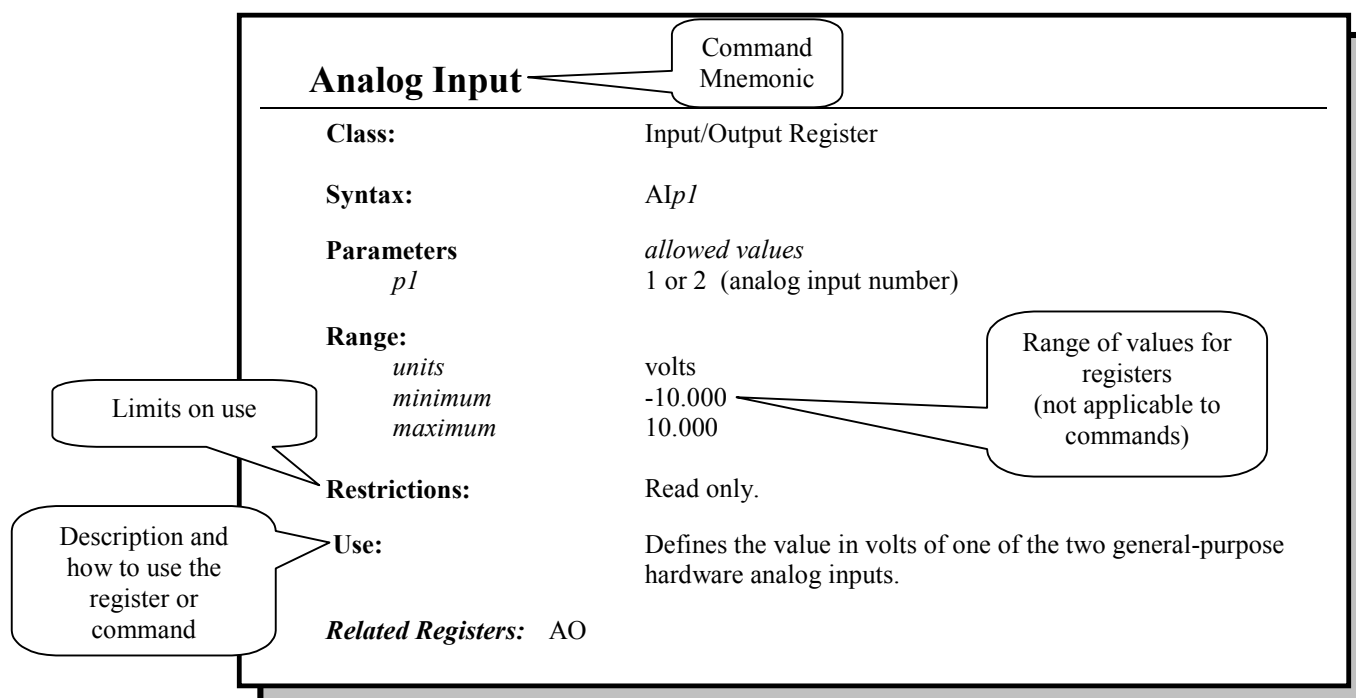 Command
Mnemonic
Analog Input
Class: Input/Output Register
Syntax: AIp1
Parameters allowed values
p1 1 or 2 (analog input number)
Range:
units volts
minimum -10.000
maximum 10.000
Range of values for
registers
(not applicable to
commands)
Limits on use
Restrictions: Read only.
Description and
how to use the
register or
command
Use: Defines the value in volts of one of the two general-purpose
hardware analog inputs.
Related Registers: AO